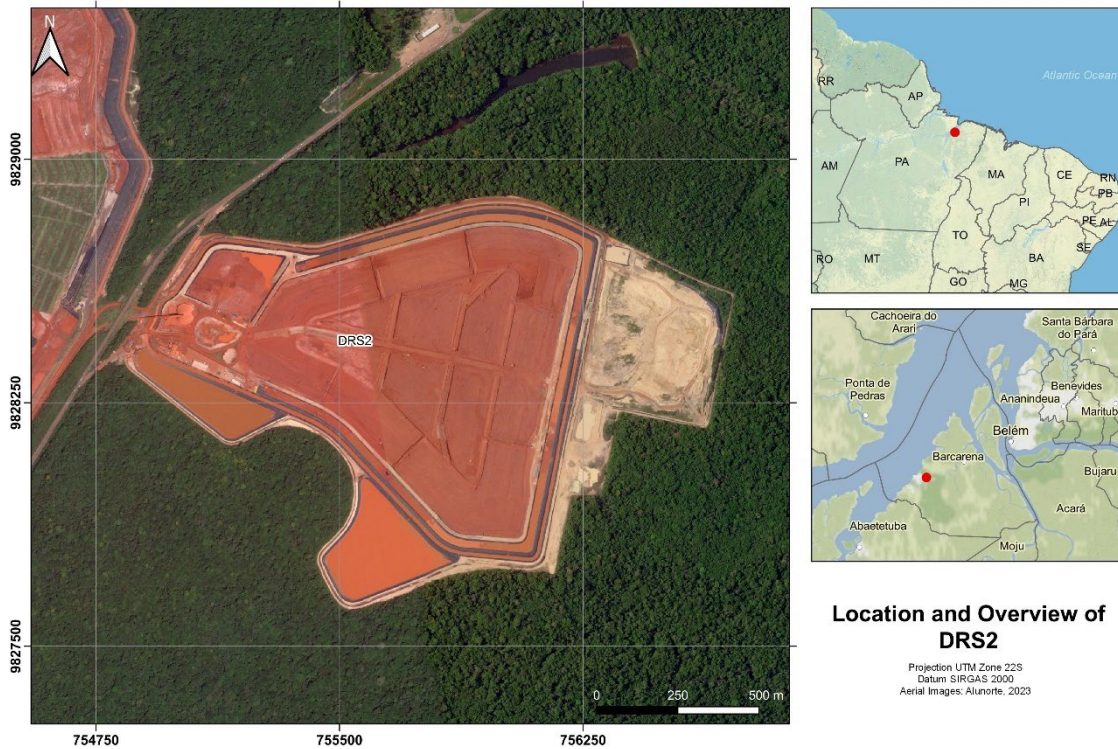 N
9829000
9828250
9827500
754750
755500
756250
DRS2
0 250 500 m
Atlantic Ocean
RR
AP
AM
PA
MA
CE
RN
PB
PI
PE
AL
TO
SE
RO
MT
BA
GO
MG
Cachoeira do
Arari
Santa Bárbara
do Pará
Ponta de
Pedras
Benevides
Ananindeua
Maritub
Belém
Barcarena
Bujaru
Acará
Abaetetuba
Moju
Location and Overview of
DRS2
Projection UTM Zone 22S
Datum SIRGAS 2000
Aerial Images: Alunorte, 2023